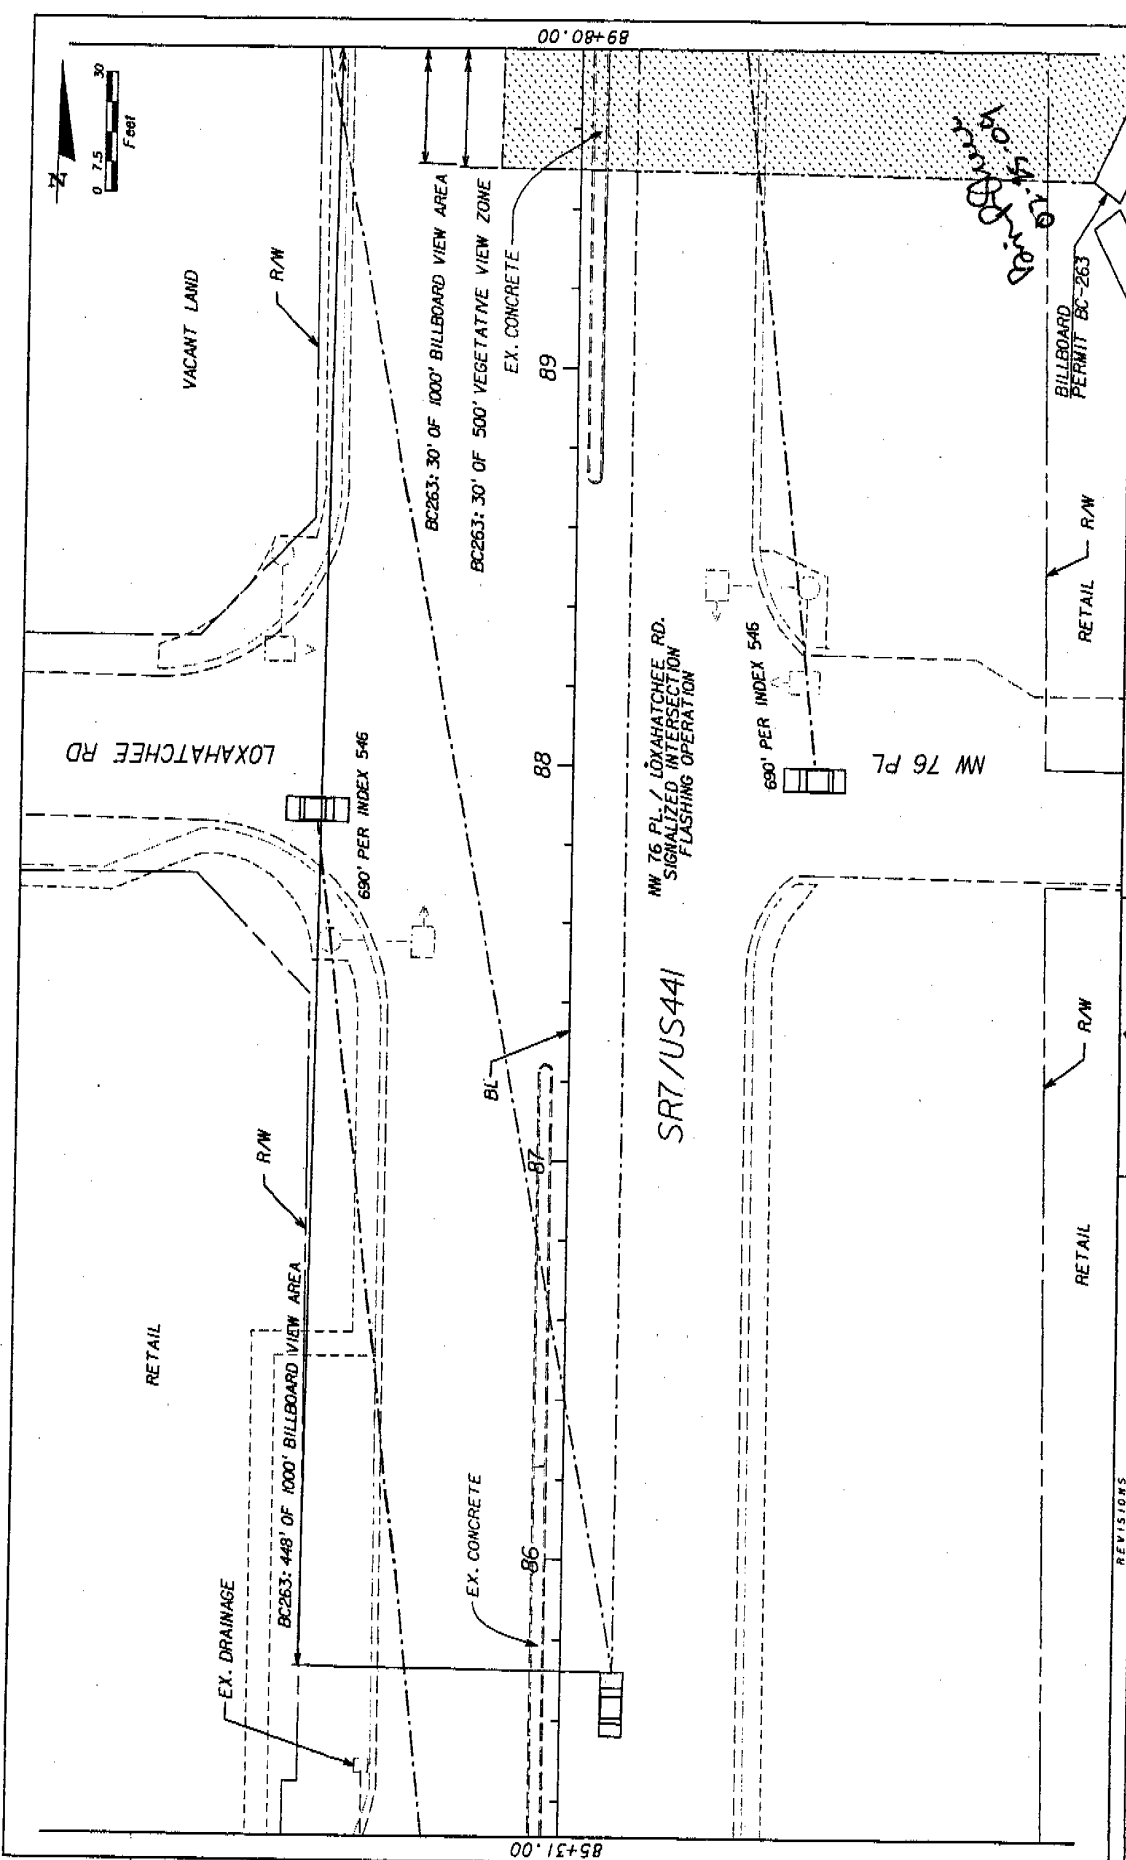 89+80.00
N
0 7.5 30
Feet
VACANT LAND
R/W
BC263: 30' OF 1000' BILLBOARD VIEW AREA
BC263: 30' OF 500' VEGETATIVE VIEW ZONE
EX. CONCRETE
89
BILLBOARD
PERMIT BC-263
RETAIL
R/W
LOXAHATCHEE RD
690' PER INDEX 546
88
NW 76 PL. / LOXAHATCHEE RD.
SIGNALIZED INTERSECTION
FLASHING OPERATION
690' PER INDEX 546
NW 76 PL
BL
SR7/US441
R/W
87
R/W
RETAIL
BC263: 448' OF 1000' BILLBOARD VIEW AREA
RETAIL
EX. DRAINAGE
EX. CONCRETE
86
85+31.00
REVISIONS